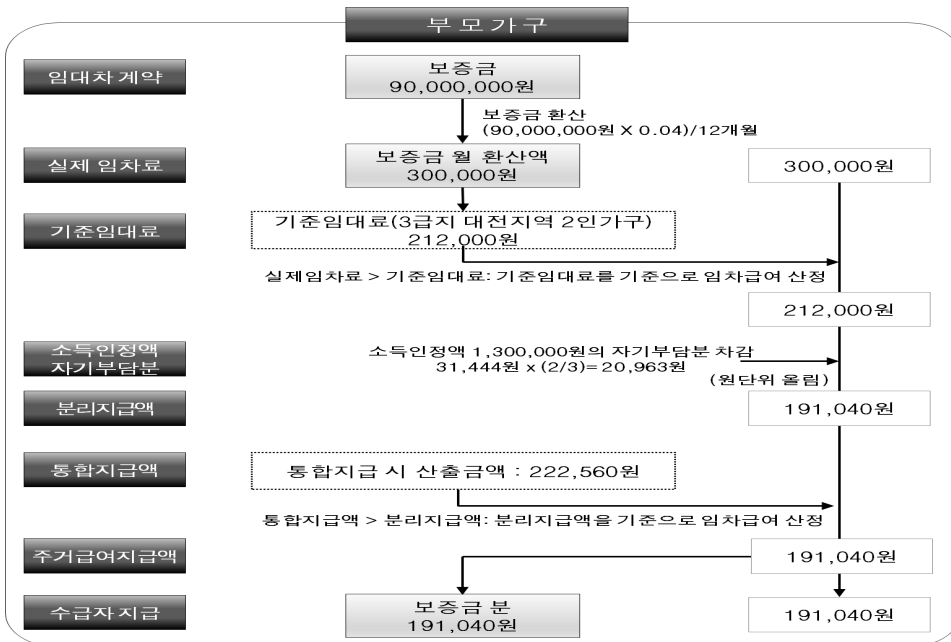 부모가구
임대차계약
보증금
90,000,000원
보증금 환산
(90,000,000원 X 0.04)/12개월
실제 임차료
보증금 월 환산액
300,000원
300,000원
기준임대료
기준임대료(3급지 대전지역 2인가구)
212,000원
실제임차료 > 기준임대료: 기준임대료를 기준으로 임차급여 산정
212,000원
소득인정액
자기부담분
소득인정액 1,300,000원의 자기부담분 차감
31,444원 x (2/3)= 20,963원
(원단위 올림)
분리지급액
191,040원
통합지급액
통합지급 시 산출금액 : 222,560원
통합지급액 > 분리지급액: 분리지급액을 기준으로 임차급여 산정
주거급여지급액
191,040원
수급자지급
보증금 분
191,040원
191,040원